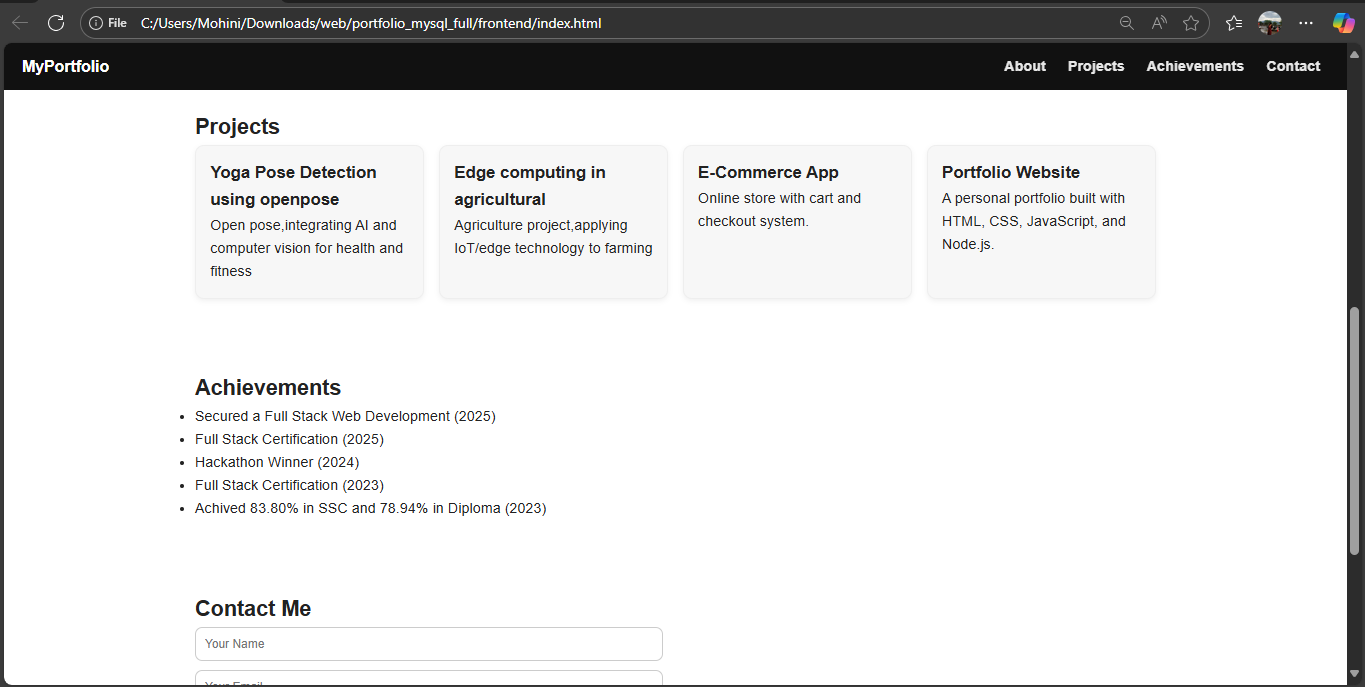 File C:/Users/Mohini/Downloads/web/portfolio_mysql_full/frontend/index.html
MyPortfolio
About Projects Achievements Contact
Projects
Yoga Pose Detection
using openpose
Open pose,integrating AI and
computer vision for health and
fitness
Edge computing in
agricultural
Agriculture project,applying
IoT/edge technology to farming
E-Commerce App
Online store with cart and
checkout system.
Portfolio Website
A personal portfolio built with
HTML, CSS, JavaScript, and
Node.js.
Achievements
Secured a Full Stack Web Development (2025)
Full Stack Certification (2025)
Hackathon Winner (2024)
Full Stack Certification (2023)
Achived 83.80% in SSC and 78.94% in Diploma (2023)
Contact Me
Your Name
Your Email